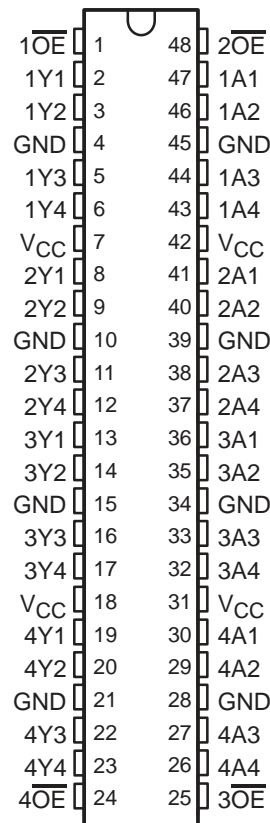 1OE 1 48 2OE
1Y1 2 47 1A1
1Y2 3 46 1A2
GND 4 45 GND
1Y3 5 44 1A3
1Y4 6 43 1A4
VCC 7 42 VCC
2Y1 8 41 2A1
2Y2 9 40 2A2
GND 10 39 GND
2Y3 11 38 2A3
2Y4 12 37 2A4
3Y1 13 36 3A1
3Y2 14 35 3A2
GND 15 34 GND
3Y3 16 33 3A3
3Y4 17 32 3A4
VCC 18 31 VCC
4Y1 19 30 4A1
4Y2 20 29 4A2
GND 21 28 GND
4Y3 22 27 4A3
4Y4 23 26 4A4
4OE 24 25 3OE